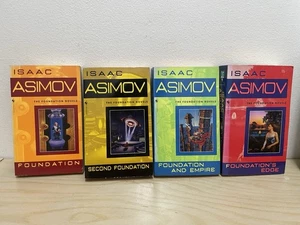 ISAAC
ASIMOV
THE FOUNDATION NOVELS
FOUNDATION
ISAAC
ASIMOV
THE FOUNDATION NOVELS
SECOND FOUNDATION
ISAAC
ASIMOV
THE FOUNDATION NOVELS
FOUNDATION
AND EMPIRE
ISAAC
ASIMOV
THE FOUNDATION NOVELS
FOUNDATION'S
EDGE